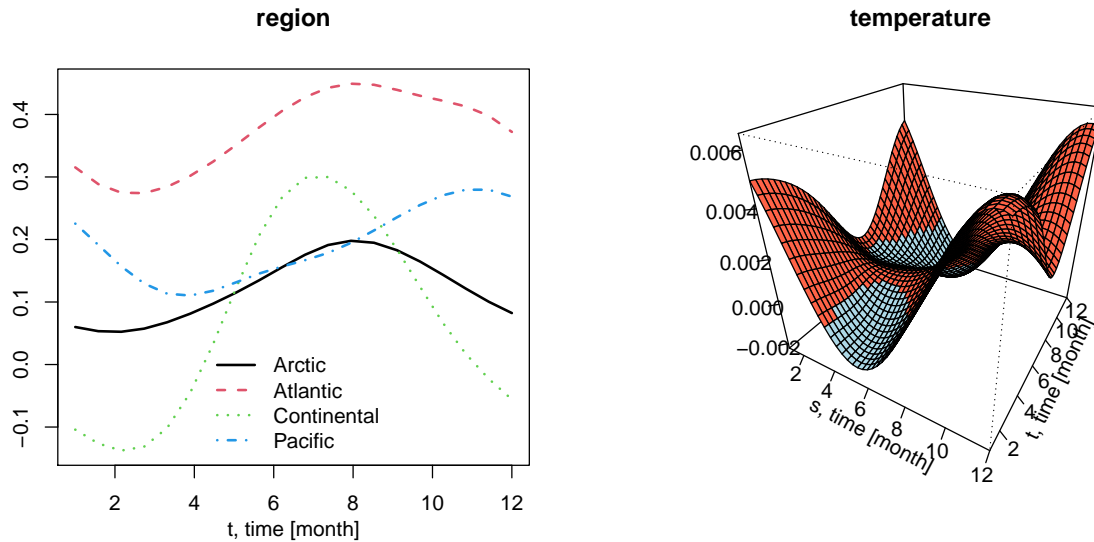 region
0.4
0.3
0.2
0.1
0.0
−0.1
Arctic
Atlantic
Continental
Pacific
2 4 6 8 10 12
t, time [month]
temperature
0.006
0.004
0.002
0.000
−0.002
2 4 6 8 10 12
s, time [month]
2 4 6 8 10 12
t, time [month]